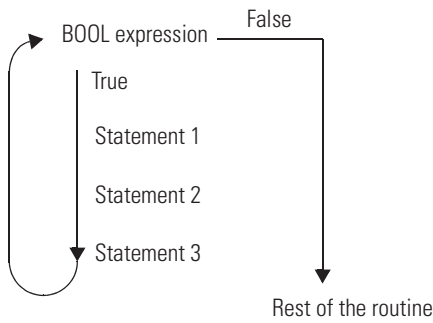 False
BOOL expression
True
Statement 1
Statement 2
Statement 3
Rest of the routine